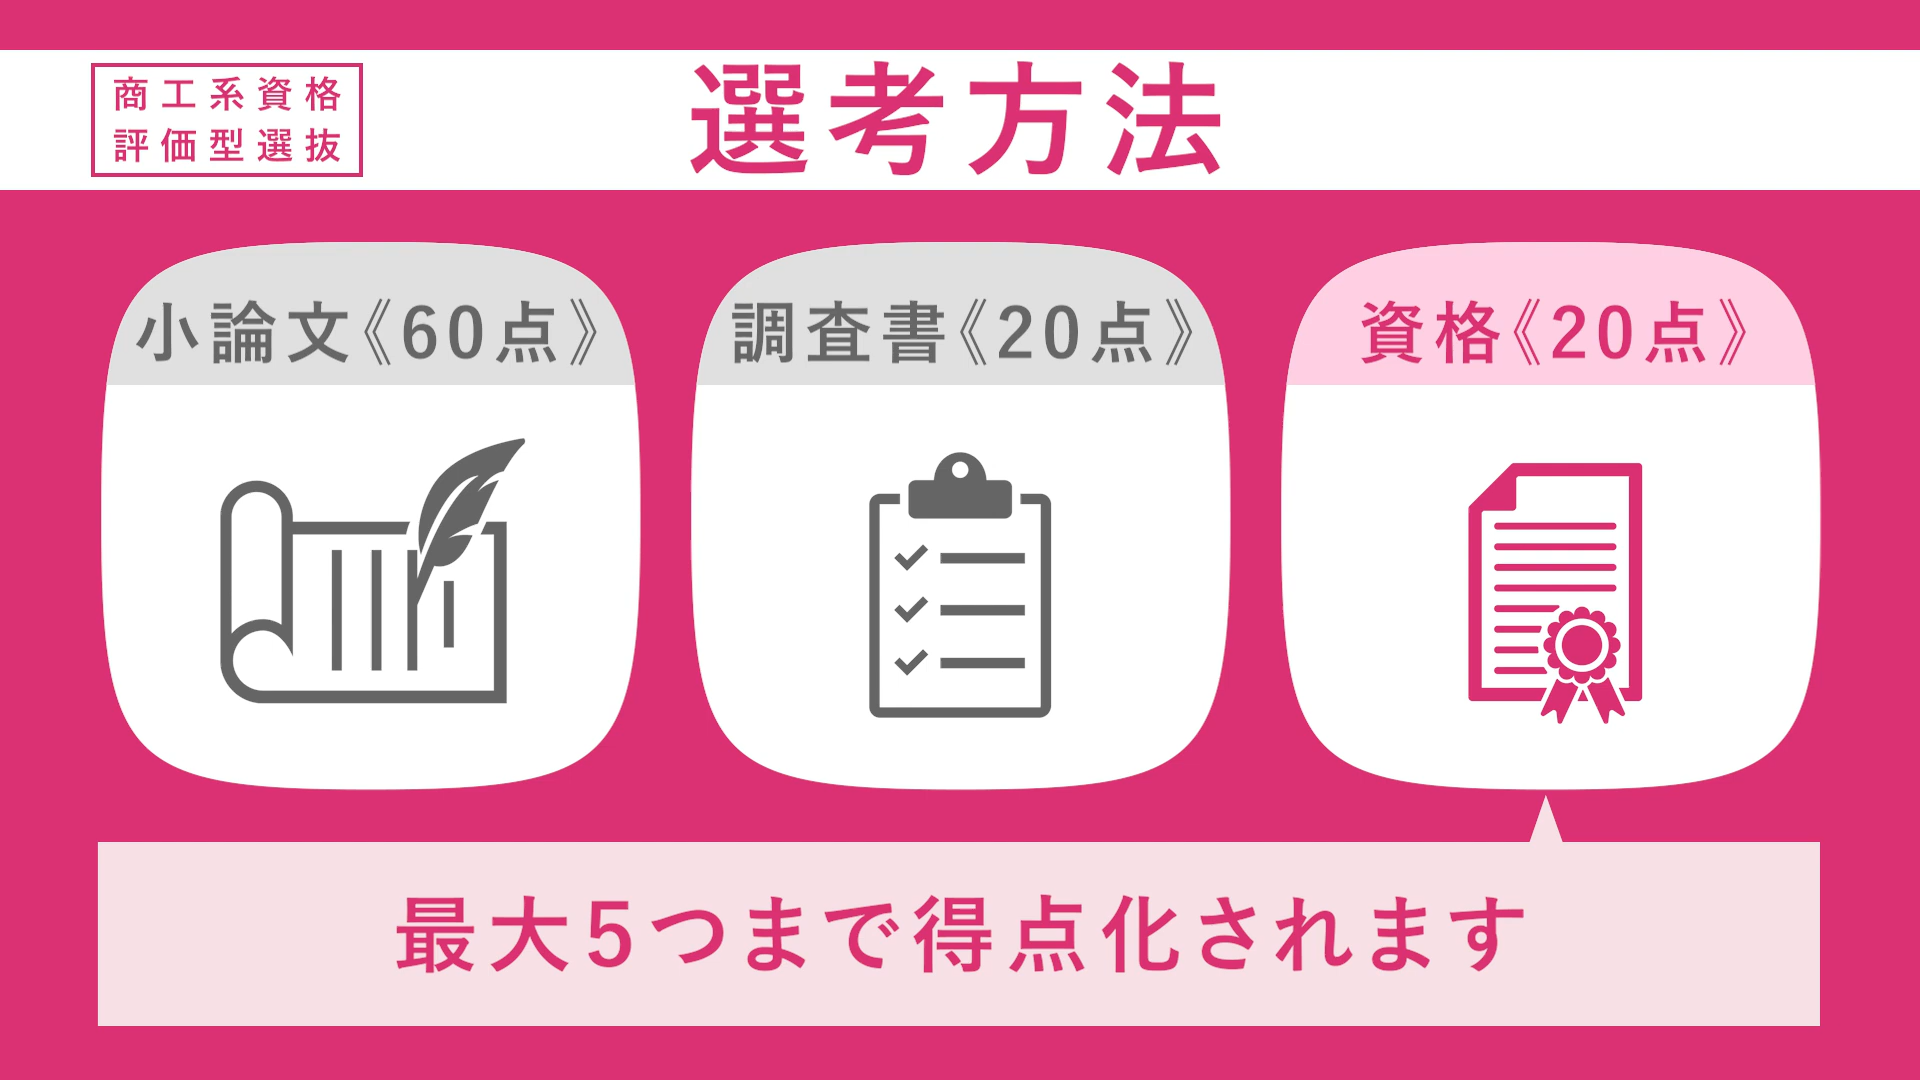 商工系資格
評価型選抜
選考方法
小論文《60点》
調査書《20点》
資格《20点》
最大5つまで得点化されます